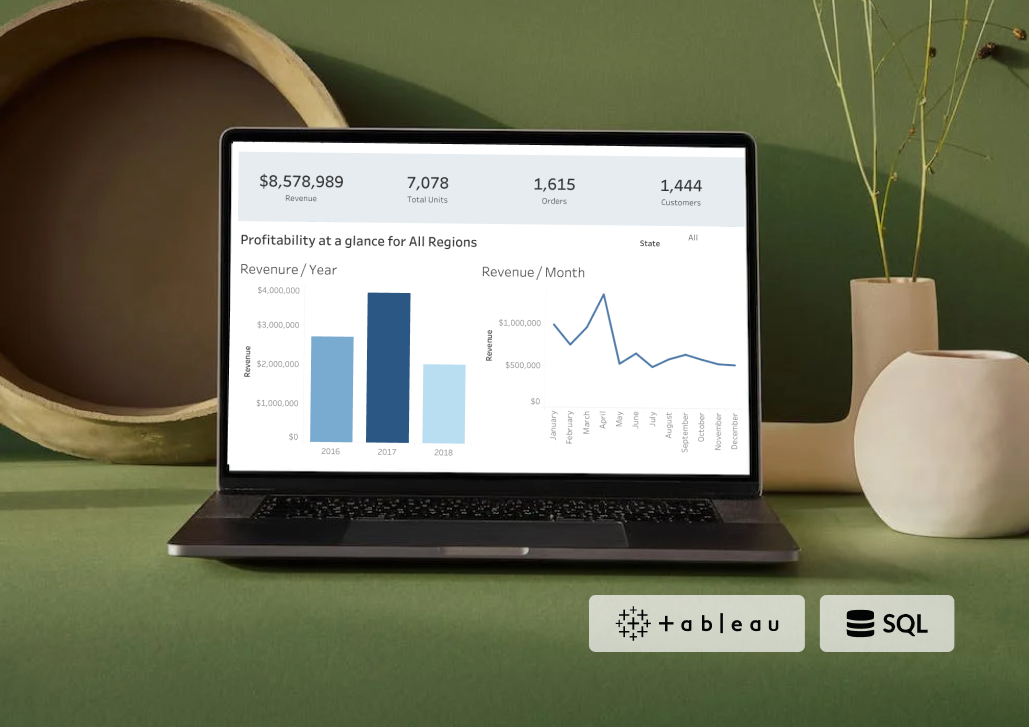 $8,578,989 7,078 1,615 1,444
Revenue Total Units Orders Customers
Profitability at a glance for All Regions State All
Revenure / Year
$4,000,000
$3,000,000
$2,000,000
$1,000,000
$0
Revenue
2016 2017 2018
Revenue / Month
$1,000,000
$500,000
$0
Revenue
January February March April May June July August September October November December
+ableau
SQL